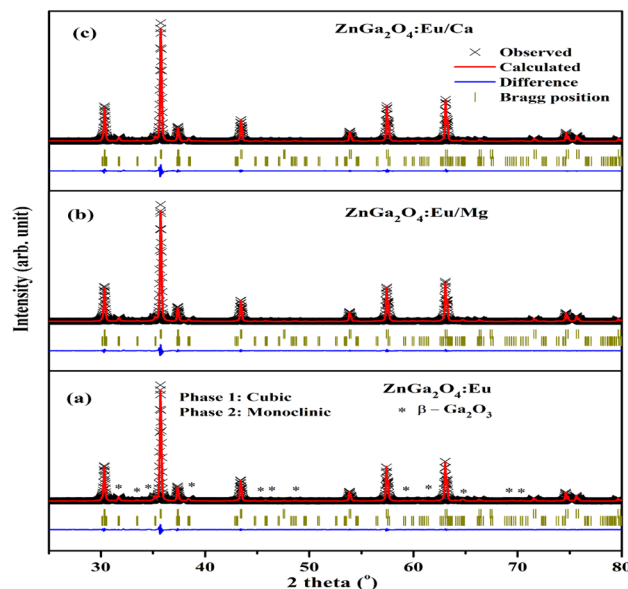 (c)
ZnGa₂O₄:Eu/Ca
Observed
Calculated
Difference
Bragg position
(b)
ZnGa₂O₄:Eu/Mg
Intensity (arb. unit)
(a)
Phase 1: Cubic
Phase 2: Monoclinic
ZnGa₂O₄:Eu
* β – Ga₂O₃
* * * * * * * * * * * *
30 40 50 60 70 80
2 theta (°)